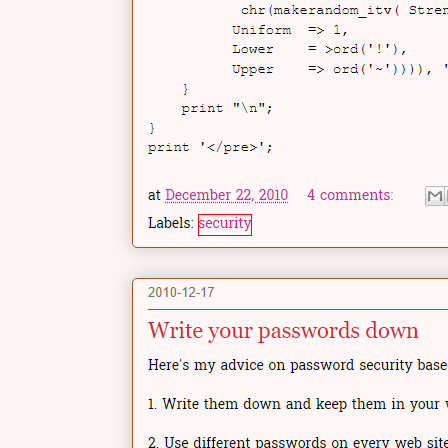 chr(makerandom_itv( Stren
Uniform => 1,
Lower = >ord('!'),
Upper => ord('~')))), '
}
print "\n";
}
print '</pre>';
at December 22, 2010 4 comments:
Labels: security
2010-12-17
Write your passwords down
Here's my advice on password security base
1. Write them down and keep them in your
2. Use different passwords on every web site